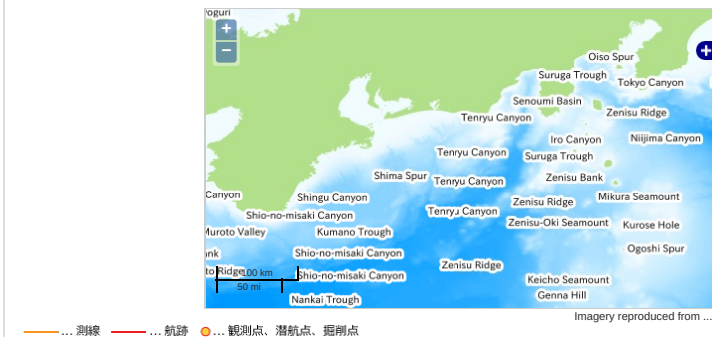 oguri
+
−
+
Oiso Spur
Suruga Trough
Tokyo Canyon
Senoumi Basin
Zenisu Ridge
Tenryu Canyon
Iro Canyon
Niijima Canyon
Tenryu Canyon
Suruga Trough
Shima Spur
Tenryu Canyon
Zenisu Bank
Canyon
Shingu Canyon
Zenisu Ridge
Mikura Seamount
Shio-no-misaki Canyon
Tenryu Canyon
Zenisu-Oki Seamount
Kurose Hole
Muroto Valley
Kumano Trough
Ogoshi Spur
nk
Shio-no-misaki Canyon
Zenisu Ridge
to Ridge
100 km
Shio-no-misaki Canyon
Keicho Seamount
50 mi
Nankai Trough
Genna Hill
Imagery reproduced from ...
... 測線 ... 航跡 ... 観測点、潜航点、掘削点